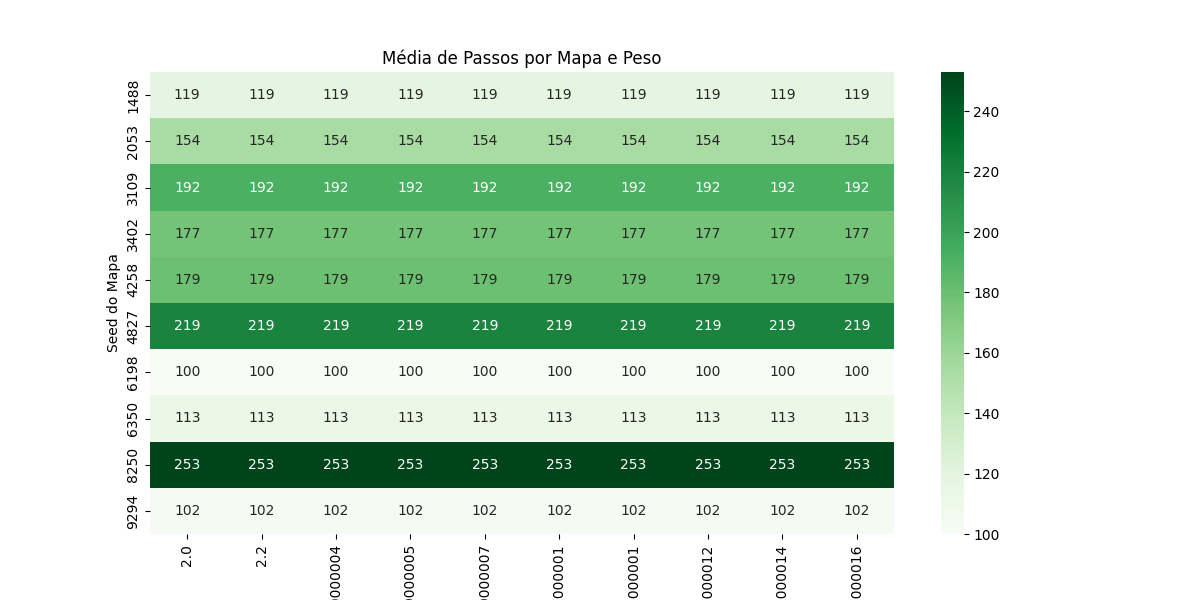 Média de Passos por Mapa e Peso
Seed do Mapa
1488 119 119 119 119 119 119 119 119 119 119
2053 154 154 154 154 154 154 154 154 154 154
3109 192 192 192 192 192 192 192 192 192 192
3402 177 177 177 177 177 177 177 177 177 177
4258 179 179 179 179 179 179 179 179 179 179
4827 219 219 219 219 219 219 219 219 219 219
6198 100 100 100 100 100 100 100 100 100 100
6350 113 113 113 113 113 113 113 113 113 113
8250 253 253 253 253 253 253 253 253 253 253
9294 102 102 102 102 102 102 102 102 102 102
2.0 2.2
240
220
200
180
160
140
120
100